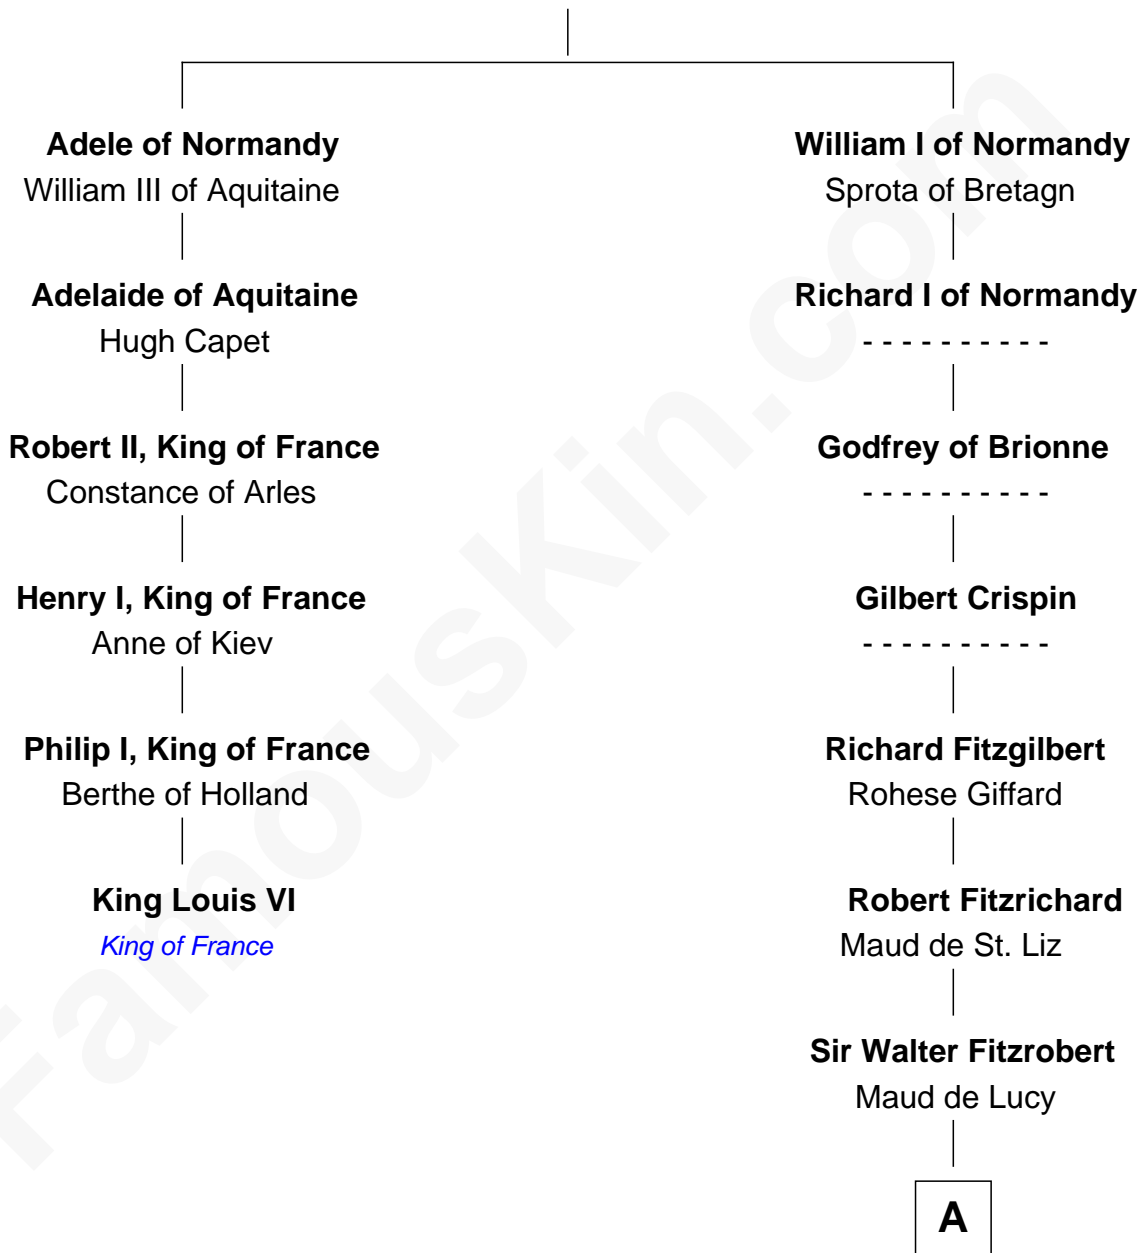 Adele of Normandy
William III of Aquitaine
Adelaide of Aquitaine
Hugh Capet
Robert II, King of France
Constance of Arles
Henry I, King of France
Anne of Kiev
Philip I, King of France
Berthe of Holland
King Louis VI
King of France
William I of Normandy
Sprota of Bretagn
Richard I of Normandy
- - - - - - - - - -
Godfrey of Brionne
- - - - - - - - - -
Gilbert Crispin
- - - - - - - - - -
Richard Fitzgilbert
Rohese Giffard
Robert Fitzrichard
Maud de St. Liz
Sir Walter Fitzrobert
Maud de Lucy
A
FamousKin.com